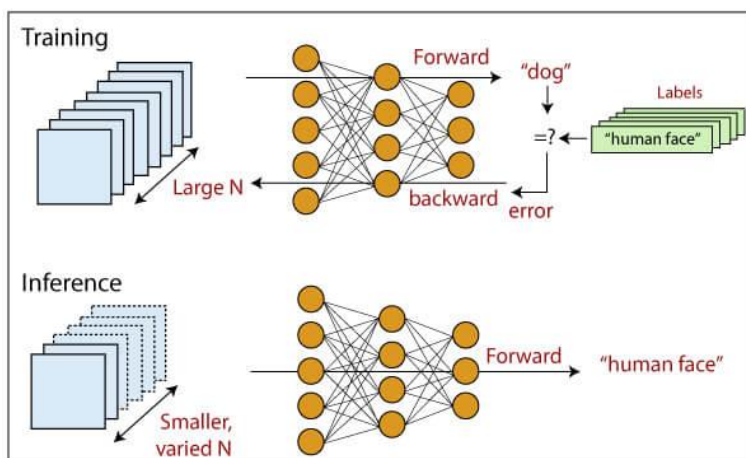 Training
Forward
"dog"
Labels
=?
"human face"
Large N
backward
error
Inference
Forward
"human face"
Smaller,
varied N